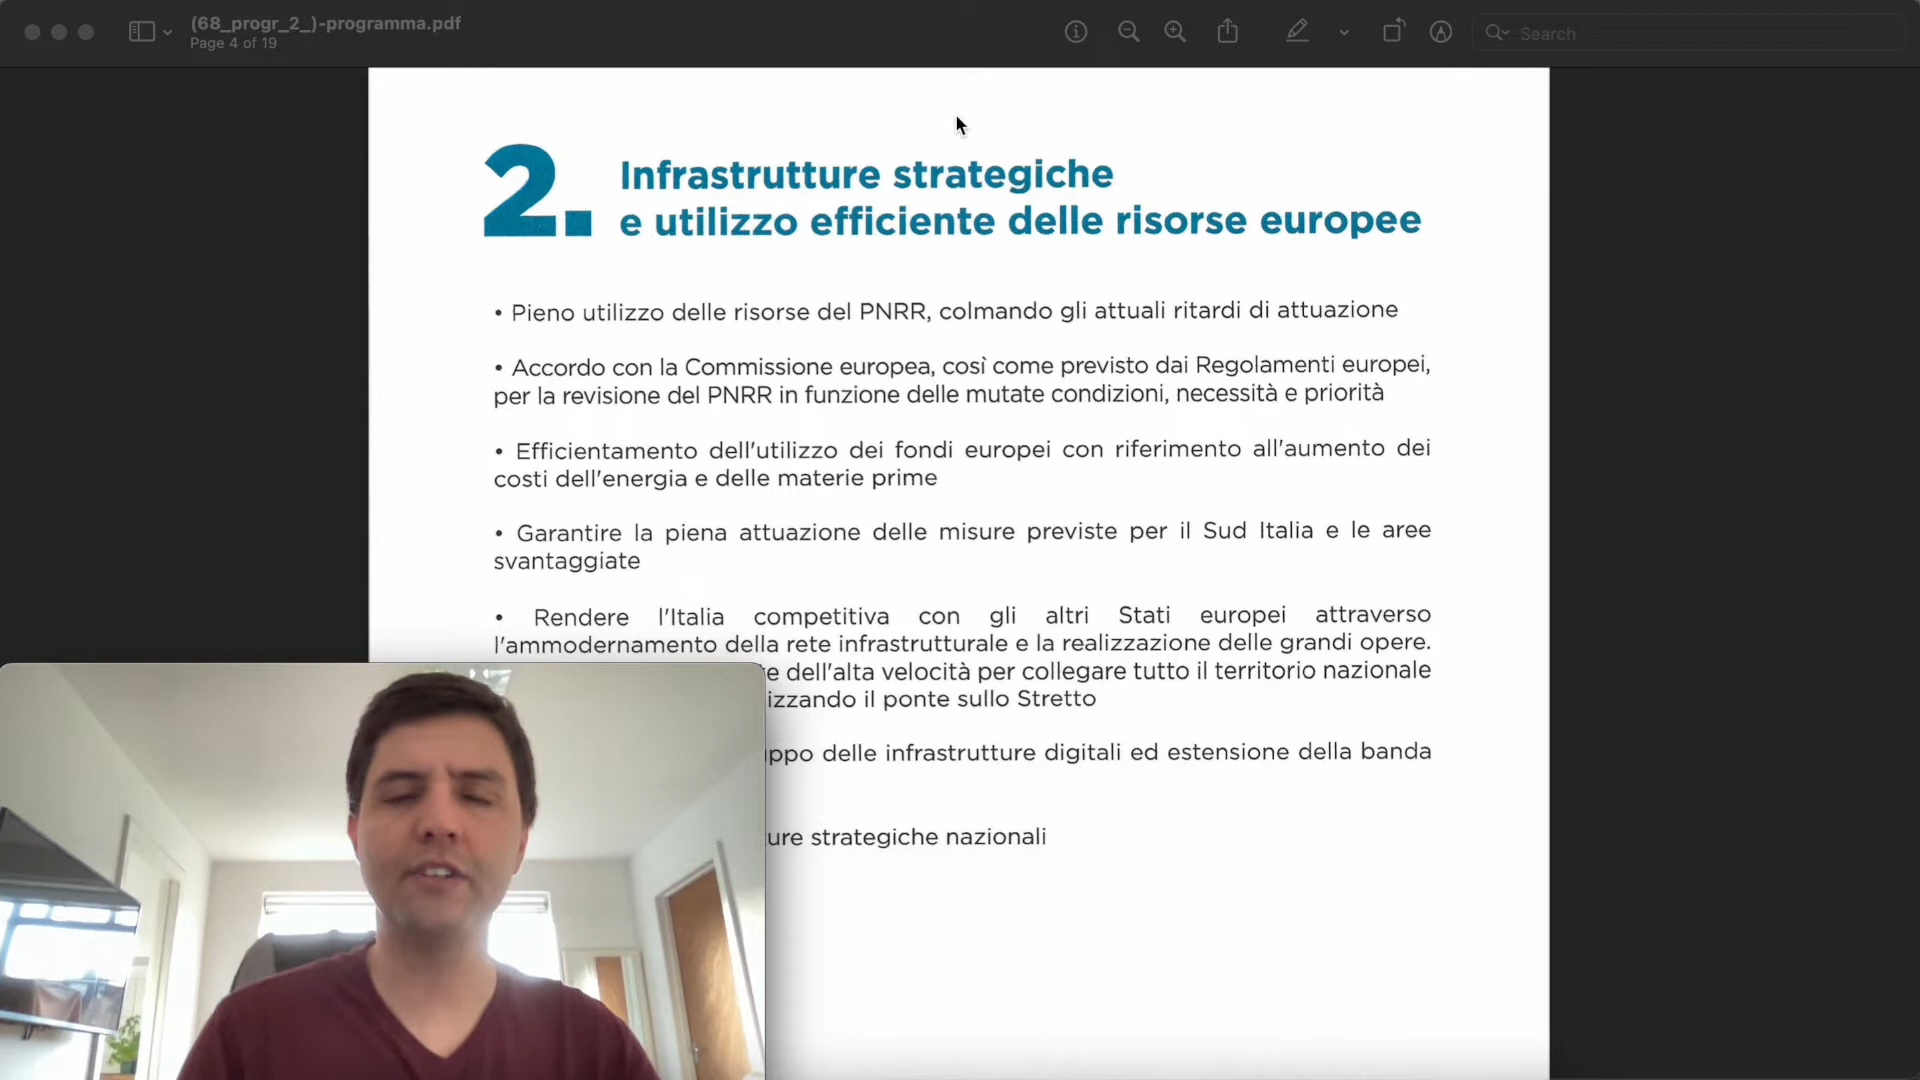 (68_progr_2_)-programma.pdf
Page 4 of 19
Search
2. Infrastrutture strategiche
e utilizzo efficiente delle risorse europee
• Pieno utilizzo delle risorse del PNRR, colmando gli attuali ritardi di attuazione
• Accordo con la Commissione europea, così come previsto dai Regolamenti europei,
per la revisione del PNRR in funzione delle mutate condizioni, necessità e priorità
• Efficientamento dell'utilizzo dei fondi europei con riferimento all'aumento dei
costi dell'energia e delle materie prime
• Garantire la piena attuazione delle misure previste per il Sud Italia e le aree
svantaggiate
• Rendere l'Italia competitiva con gli altri Stati europei attraverso
l'ammodernamento della rete infrastrutturale e la realizzazione delle grandi opere.
dell'alta velocità per collegare tutto il territorio nazionale
il ponte sullo Stretto
delle infrastrutture digitali ed estensione della banda
strategiche nazionali